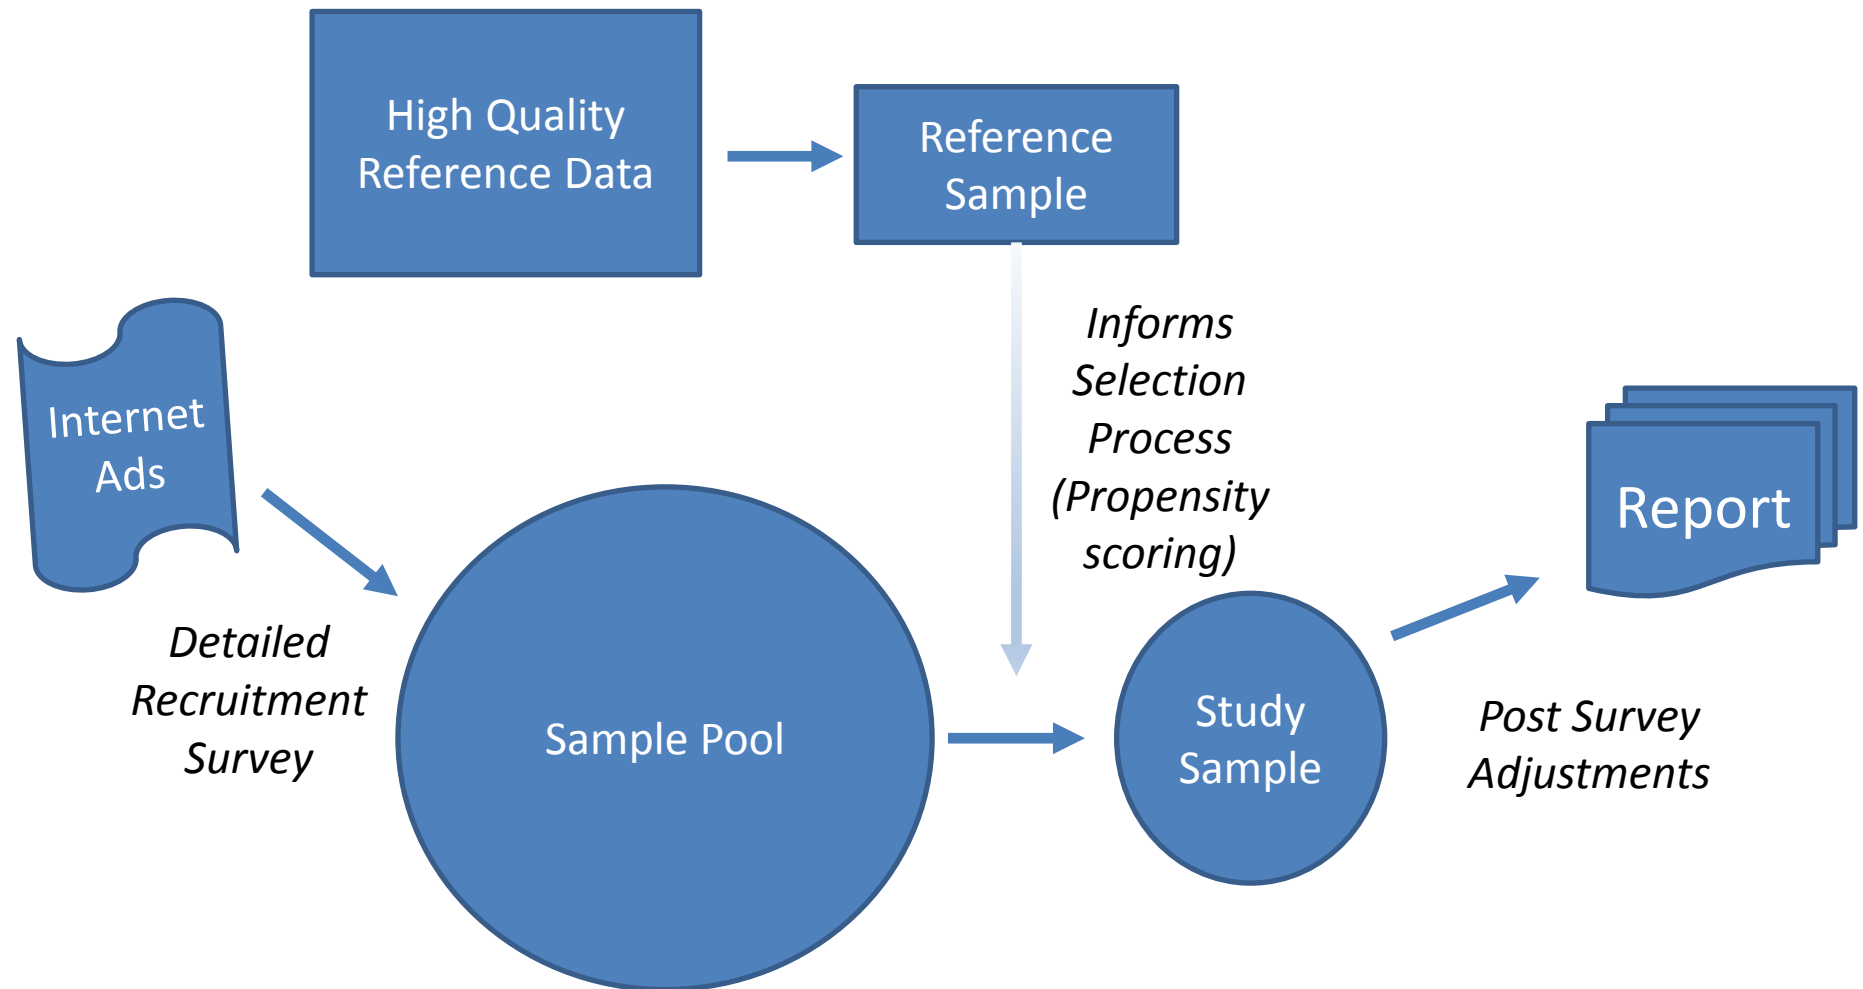 High Quality
Reference Data
Reference
Sample
Internet
Ads
Informs
Selection
Process
(Propensity
scoring)
Report
Detailed
Recruitment
Survey
Sample Pool
Study
Sample
Post Survey
Adjustments